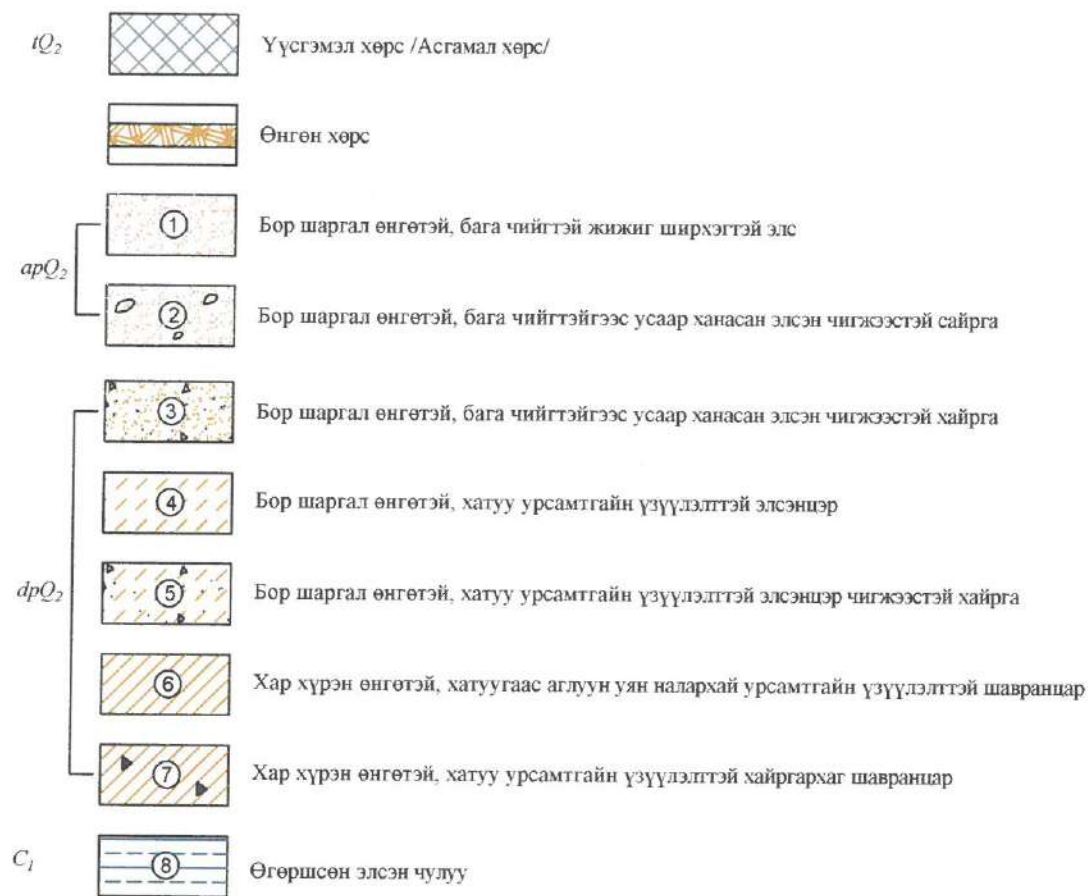 tQ₂ Үүсгэмэл хөрс /Асгамал хөрс/
Өнгөн хөрс
apQ₂
1 Бор шаргал өнгөтэй, бага чийгтэй жижиг ширхэгтэй элс
2 Бор шаргал өнгөтэй, бага чийгтэйгээс усаар ханасан элсэн чигжээстэй сайрга
dpQ₂
3 Бор шаргал өнгөтэй, бага чийгтэйгээс усаар ханасан элсэн чигжээстэй хайрга
4 Бор шаргал өнгөтэй, хатуу урсамтгайн үзүүлэлттэй элсэнцэр
5 Бор шаргал өнгөтэй, хатуу урсамтгайн үзүүлэлттэй элсэнцэр чигжээстэй хайрга
6 Хар хүрэн өнгөтэй, хатуугаас аглуун уян налархай урсамтгайн үзүүлэлттэй шавранцар
7 Хар хүрэн өнгөтэй, хатуу урсамтгайн үзүүлэлттэй хайргархаг шавранцар
C₁ 8 Өгөршсөн элсэн чулуу